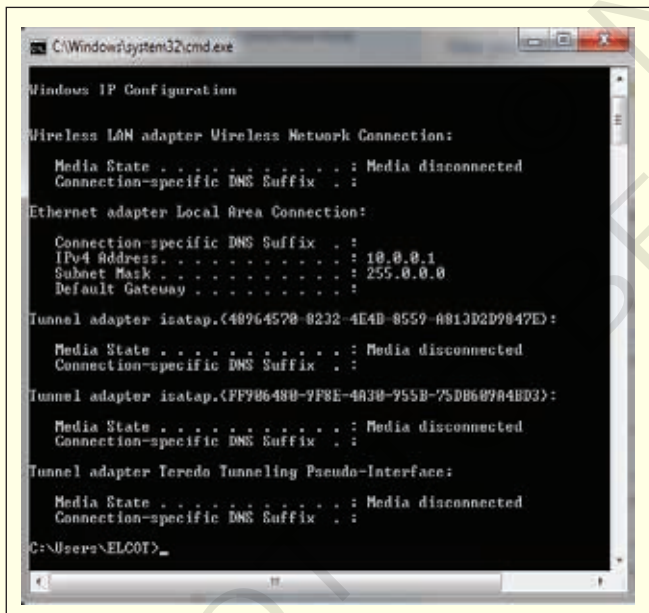 C:\Windows\system32\cmd.exe
Windows IP Configuration
Wireless LAN adapter Wireless Network Connection:
Media State . . . . . . . . . . . : Media disconnected
Connection-specific DNS Suffix . :
Ethernet adapter Local Area Connection:
Connection-specific DNS Suffix . :
IPv4 Address. . . . . . . . . . . : 10.0.0.1
Subnet Mask . . . . . . . . . . . : 255.0.0.0
Default Gateway . . . . . . . . . :
Tunnel adapter isatap.{48964570-8232-4E4D-8559-A813D2D9847E}:
Media State . . . . . . . . . . . : Media disconnected
Connection-specific DNS Suffix . :
Tunnel adapter isatap.{FF906480-9F8E-4A30-955B-75DB609A4BD3}:
Media State . . . . . . . . . . . : Media disconnected
Connection-specific DNS Suffix . :
Tunnel adapter Teredo Tunneling Pseudo-Interface:
Media State . . . . . . . . . . . : Media disconnected
Connection-specific DNS Suffix . :
C:\Users\ELCOT>_